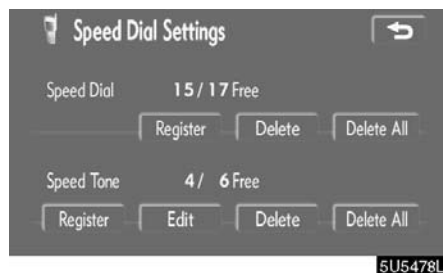 Speed Dial Settings
Speed Dial 15/17 Free
Register Delete Delete All
Speed Tone 4/ 6 Free
Register Edit Delete Delete All
5U5478L